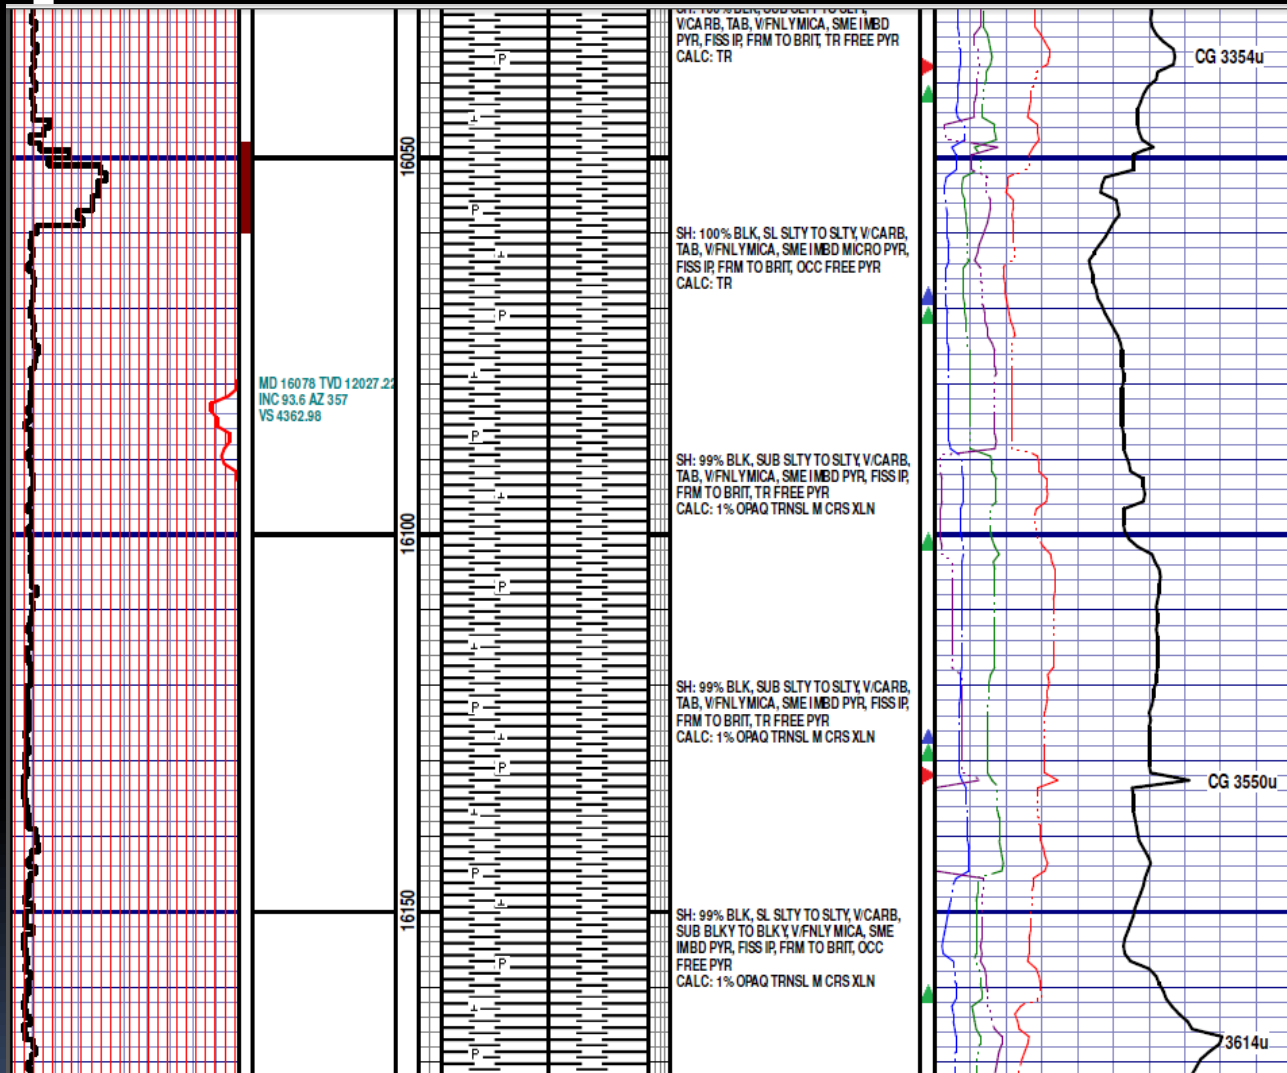 V/CARB, TAB, V/FNLY MICA, SME IMBD
PYR, FISS IP, FRM TO BRIT, TR FREE PYR
CALC: TR
CG 3354u
16050
SH: 100% BLK, SL SLTY TO SLTY, V/CARB,
TAB, V/FNLY MICA, SME IMBD MICRO PYR,
FISS IP, FRM TO BRIT, OCC FREE PYR
CALC: TR
MD 16078 TVD 12027.22
INC 93.6 AZ 357
VS 4362.98
SH: 99% BLK, SUB SLTY TO SLTY, V/CARB,
TAB, V/FNLY MICA, SME IMBD PYR, FISS IP,
FRM TO BRIT, TR FREE PYR
CALC: 1% OPAQ TRNSL M CRS XLN
16100
SH: 99% BLK, SUB SLTY TO SLTY, V/CARB,
TAB, V/FNLY MICA, SME IMBD PYR, FISS IP,
FRM TO BRIT, TR FREE PYR
CALC: 1% OPAQ TRNSL M CRS XLN
CG 3550u
16150
SH: 99% BLK, SL SLTY TO SLTY, V/CARB,
SUB BLKY TO BLKY, V/FNLY MICA, SME
IMBD PYR, FISS IP, FRM TO BRIT, OCC
FREE PYR
CALC: 1% OPAQ TRNSL M CRS XLN
3614u
P
P
P
P
P
P
P
P
P
P